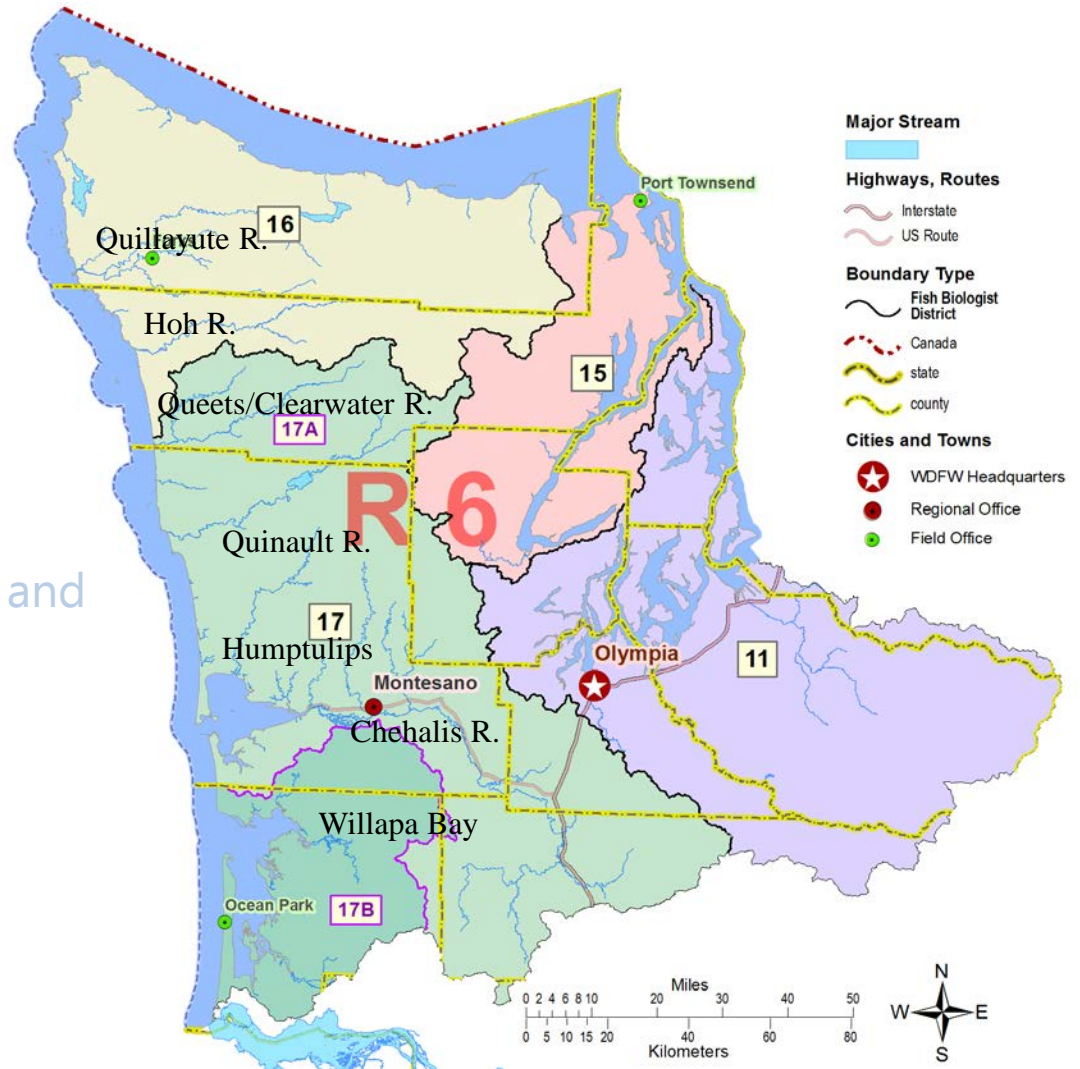 Port Townsend
16
Quillayute R.
Hoh R.
15
Queets/Clearwater R.
17A
R 6
Quinault R.
and
17
Humptulips
Olympia
11
Montesano
Chehalis R.
Willapa Bay
Ocean Park
17B
Major Stream
Highways, Routes
Interstate
US Route
Boundary Type
Fish Biologist
District
Canada
state
county
Cities and Towns
WDFW Headquarters
Regional Office
Field Office
Miles
0 2 4 6 8 10 20 30 40 50
0 5 10 15 20 40 60 80
Kilometers
N
W E
S